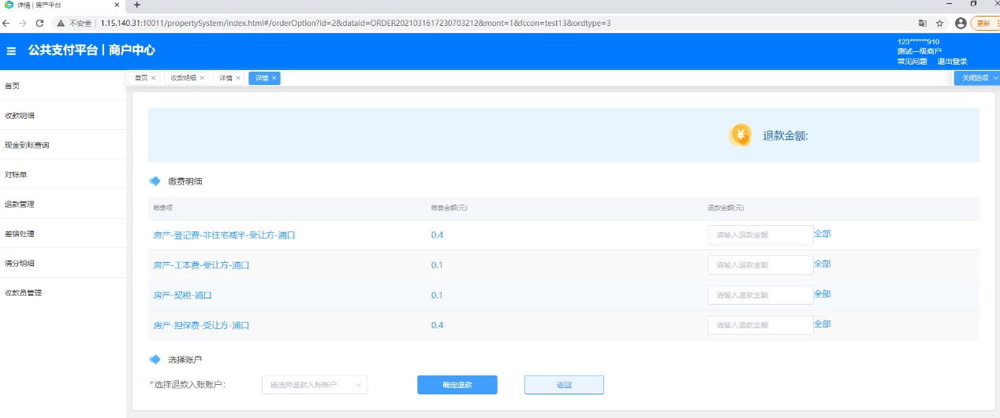 详情 | 房产平台
不安全 | 1.15.140.31:10011/propertySystem/index.html#/orderOption?id=2&dataid=ORDER2021031617230703212&mont=1&fccon=test13&ordtype=3
更新
公共支付平台 | 商户中心
123******910
测试一级商户
常见问题 退出登录
首页 收款明细 详情 详情 关闭选项
首页
收款明细
现金到账查询
对账单
退款管理
差错处理
清分明细
收款员管理
¥ 退款金额:
缴费明细
缴费项 缴费金额(元) 退款金额(元)
房产-登记费-非住宅减半-受让方-浦口 0.4 请输入退款金额 全部
房产-工本费-受让方-浦口 0.1 请输入退款金额 全部
房产-契税-浦口 0.1 请输入退款金额 全部
房产-担保费-受让方-浦口 0.4 请输入退款金额 全部
选择账户
*选择退款入账账户: 请选择退款入账账户 确定退款 返回